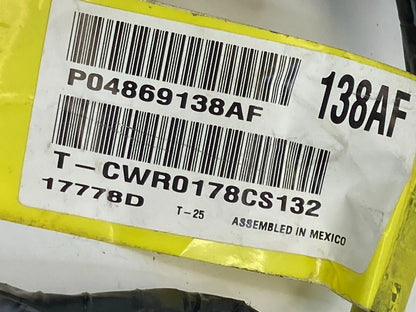 P04869138AF
138AF
T-CWR0178CS132
17778D T-25 ASSEMBLED IN MEXICO